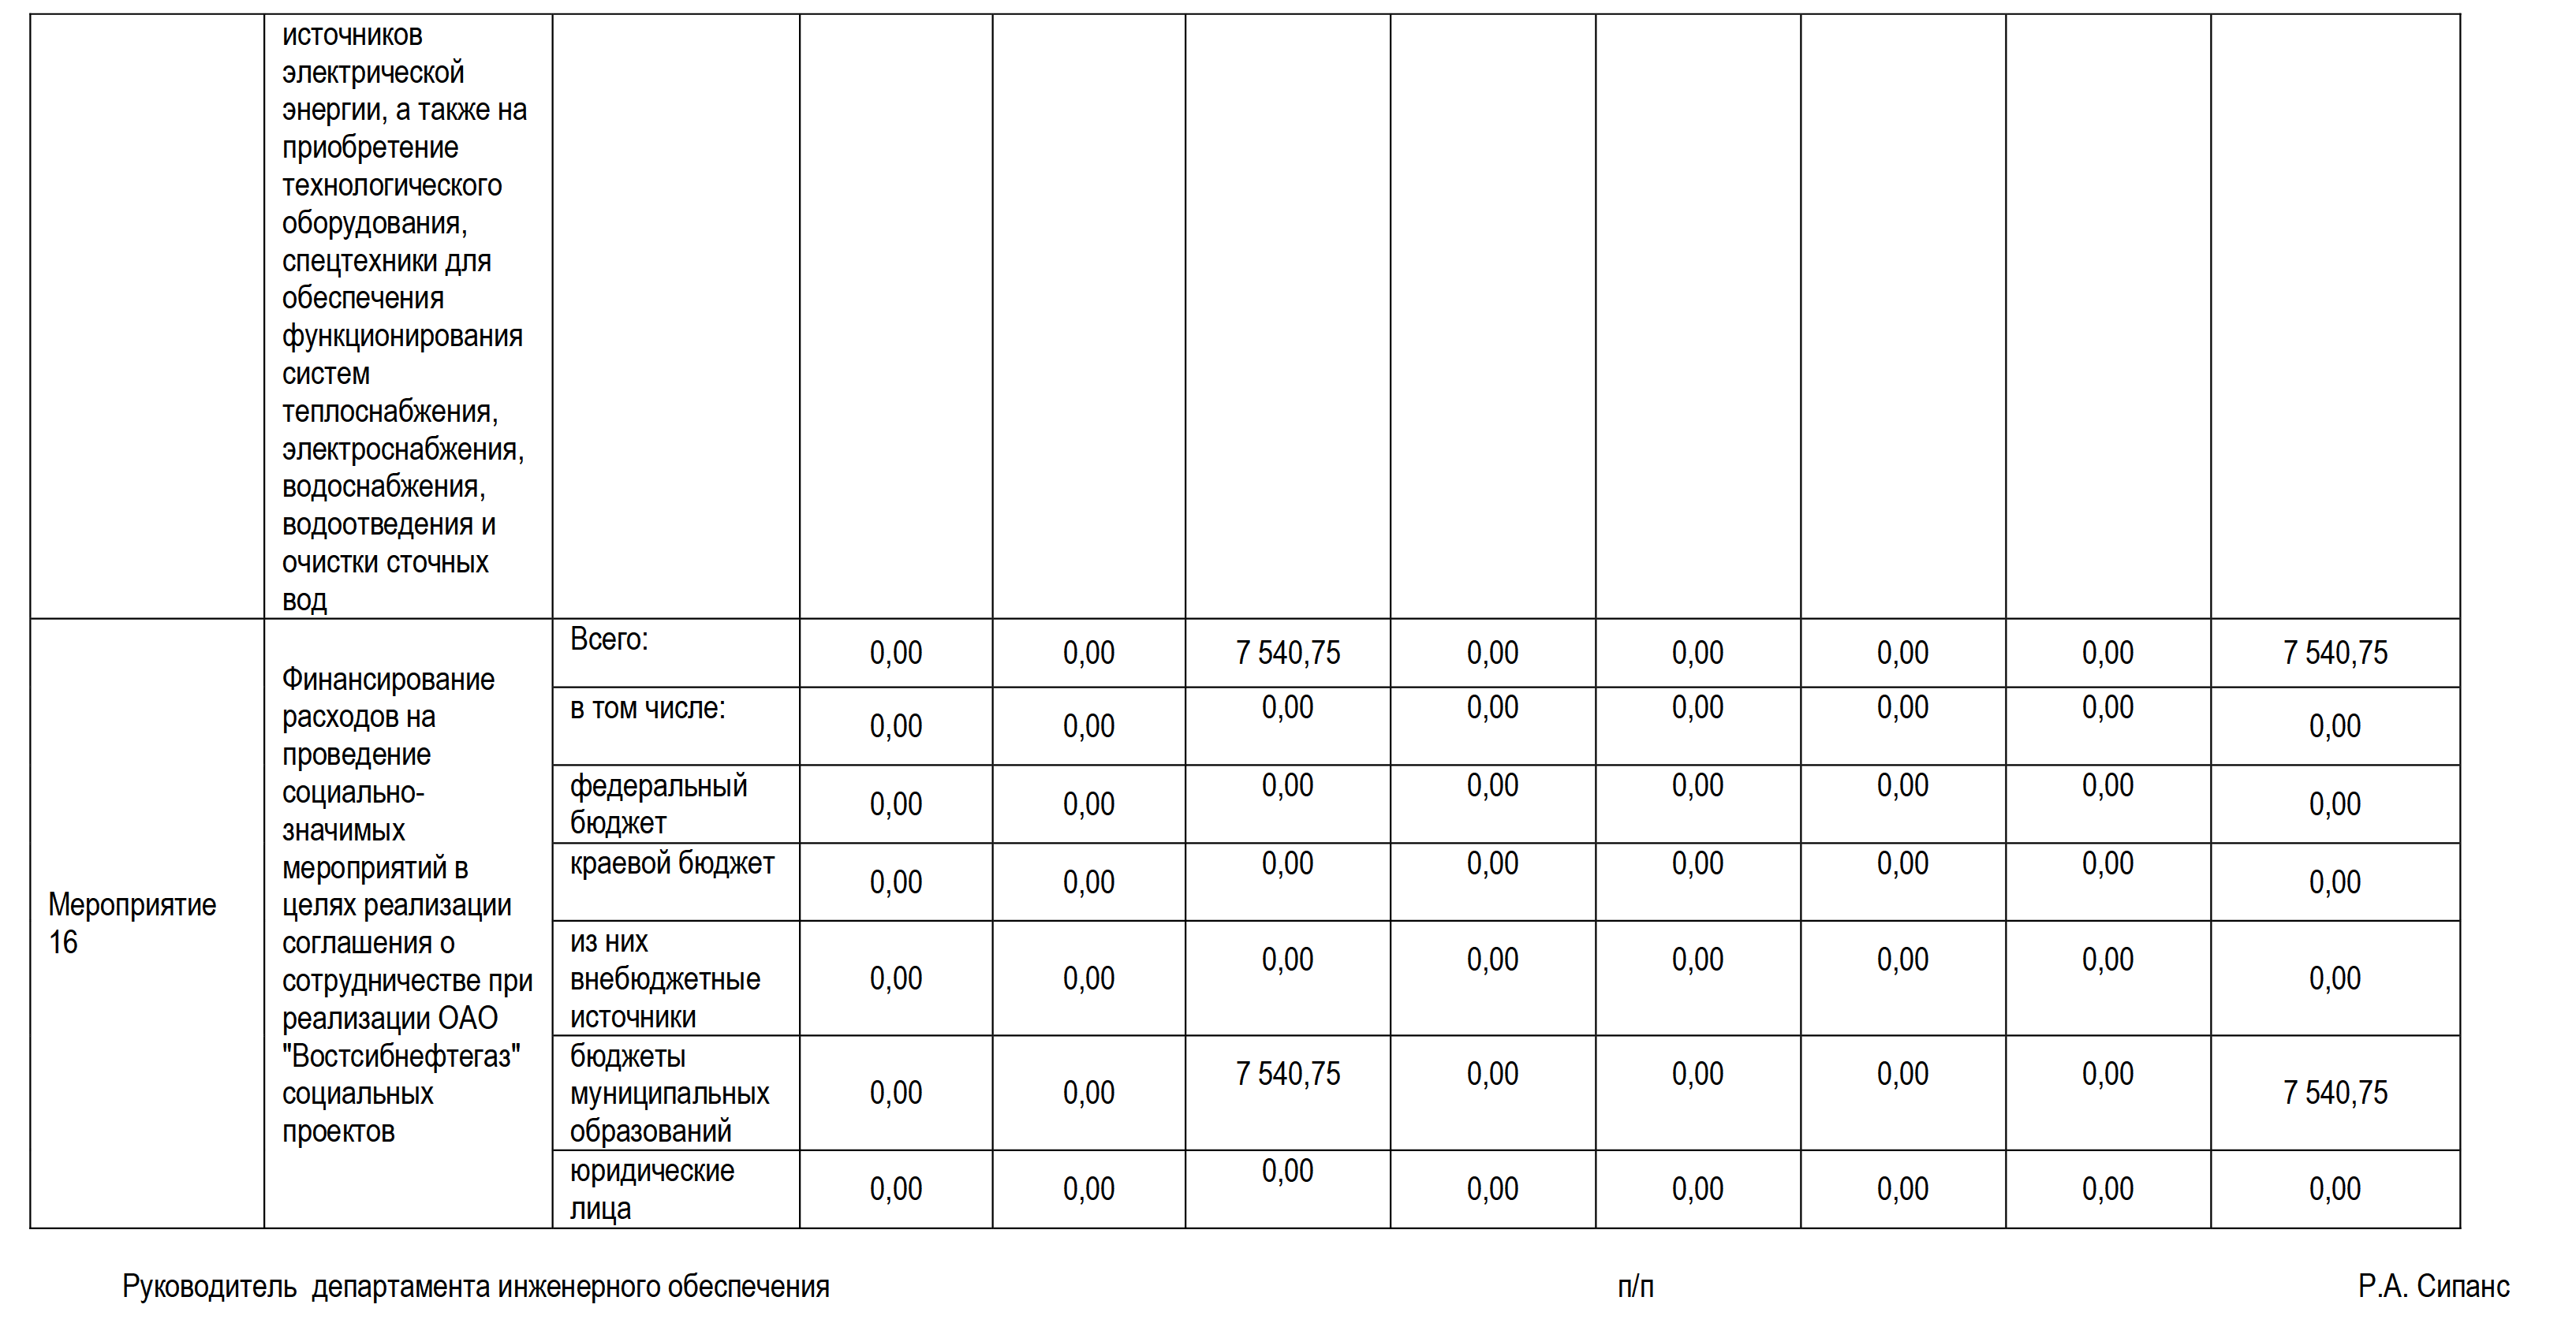 источников
электрической
энергии, а также на
приобретение
технологического
оборудования,
спецтехники для
обеспечения
функционирования
систем
теплоснабжения,
электроснабжения,
водоснабжения,
водоотведения и
очистки сточных
вод
Мероприятие
16
Финансирование
расходов на
проведение
социально-
значимых
мероприятий в
целях реализации
соглашения о
сотрудничестве при
реализации ОАО
"Востсибнефтегаз"
социальных
проектов
Всего: 0,00 0,00 7 540,75 0,00 0,00 0,00 0,00 7 540,75
в том числе: 0,00 0,00 0,00 0,00 0,00 0,00 0,00 0,00
федеральный
бюджет 0,00 0,00 0,00 0,00 0,00 0,00 0,00 0,00
краевой бюджет 0,00 0,00 0,00 0,00 0,00 0,00 0,00 0,00
из них
внебюджетные
источники 0,00 0,00 0,00 0,00 0,00 0,00 0,00 0,00
бюджеты
муниципальных
образований 0,00 0,00 7 540,75 0,00 0,00 0,00 0,00 7 540,75
юридические
лица 0,00 0,00 0,00 0,00 0,00 0,00 0,00 0,00
Руководитель департамента инженерного обеспечения п/п Р.А. Сипанс